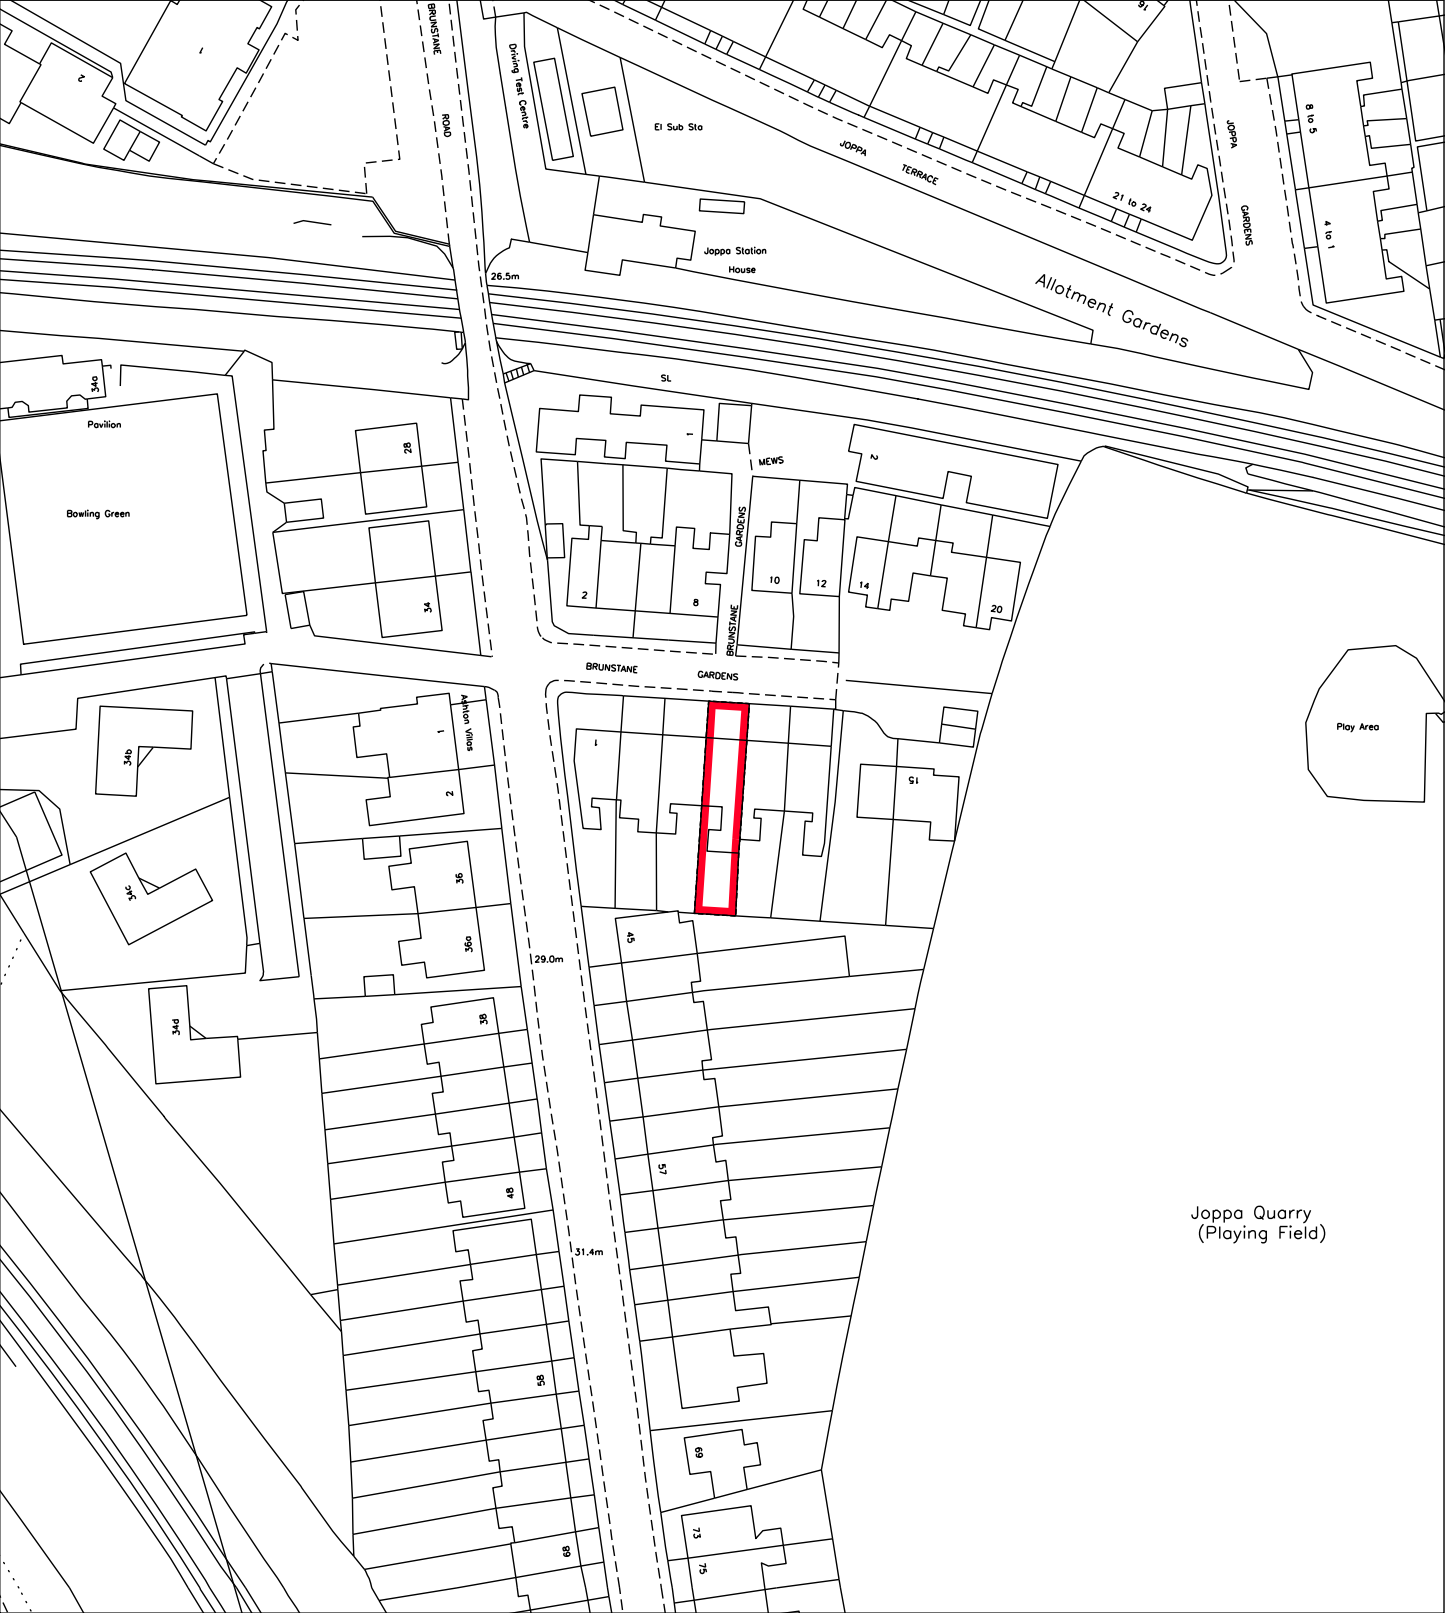 BRUNSTANE
ROAD
Driving Test Centre
El Sub Sta
JOPPA
TERRACE
21 to 24
16
JOPPA
GARDENS
8 to 5
4 to 1
1
2
Joppa Station
House
26.5m
Allotment Gardens
SL
34a
Pavilion
Bowling Green
28
34
1
MEWS
2
GARDENS
BRUNSTANE
2
8
10
12
14
20
BRUNSTANE
GARDENS
Play Area
34b
1
Ashton Villas
2
1
15
34c
36
36a
45
29.0m
34d
38
57
48
Joppa Quarry
(Playing Field)
31.4m
58
69
73
75
68